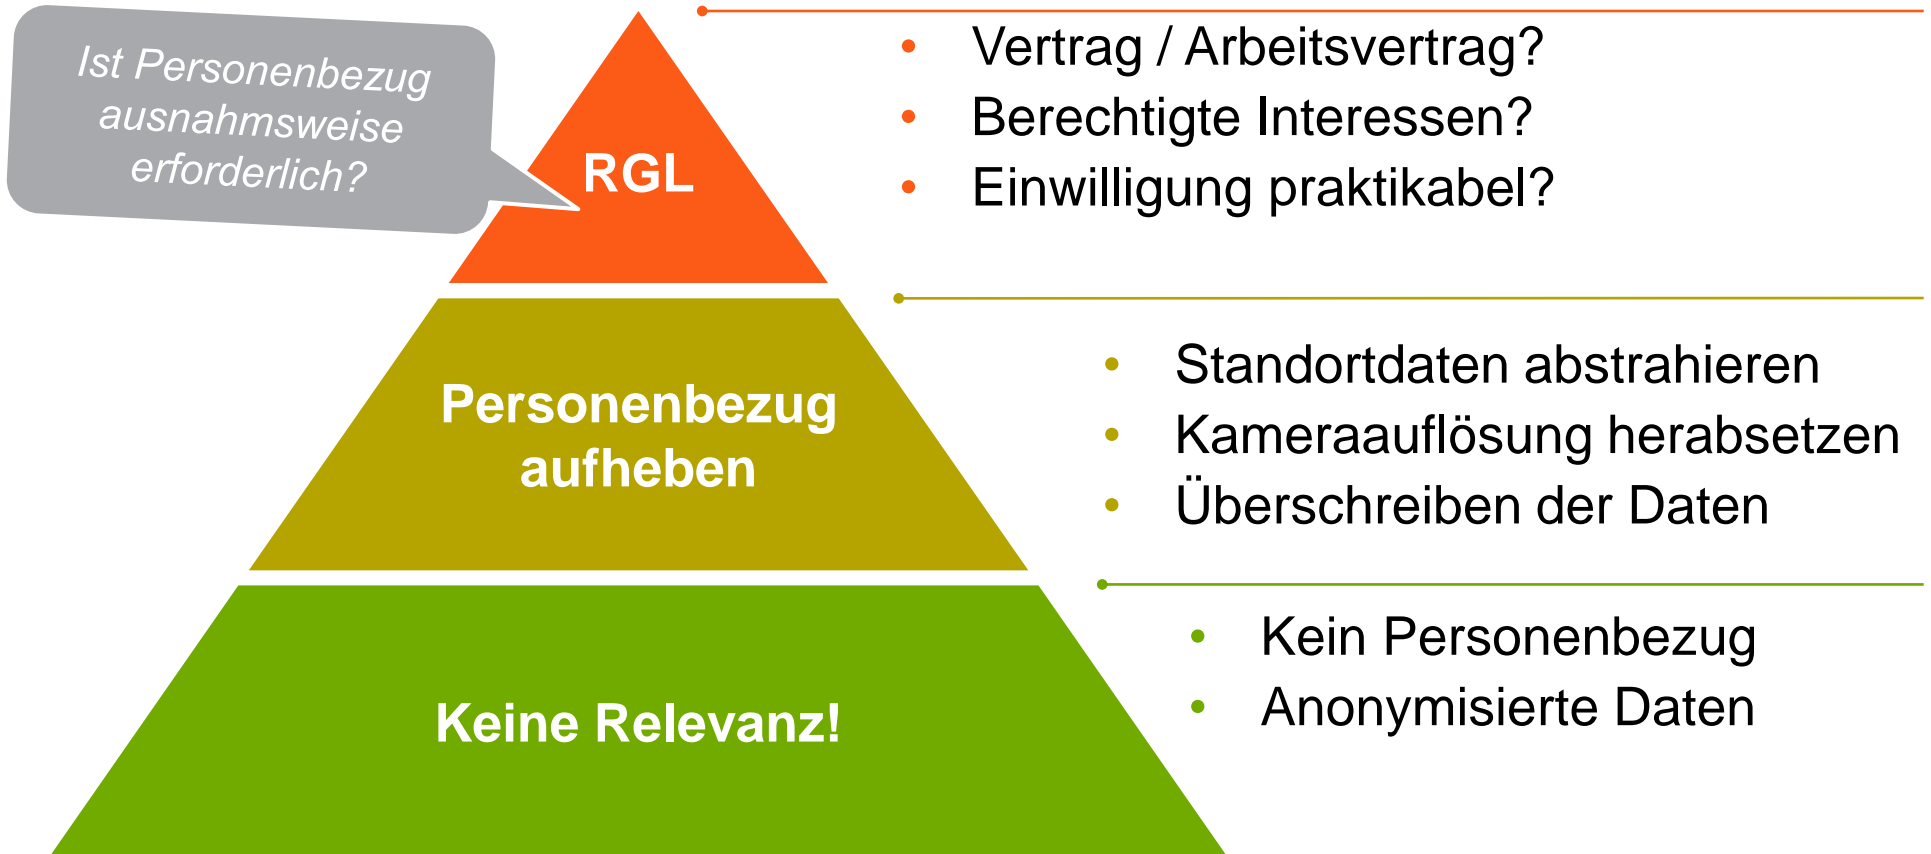 Ist Personenbezug
ausnahmsweise
erforderlich?
RGL
• Vertrag / Arbeitsvertrag?
• Berechtigte Interessen?
• Einwilligung praktikabel?
Personenbezug
aufheben
• Standortdaten abstrahieren
• Kameraauflösung herabsetzen
• Überschreiben der Daten
Keine Relevanz!
• Kein Personenbezug
• Anonymisierte Daten